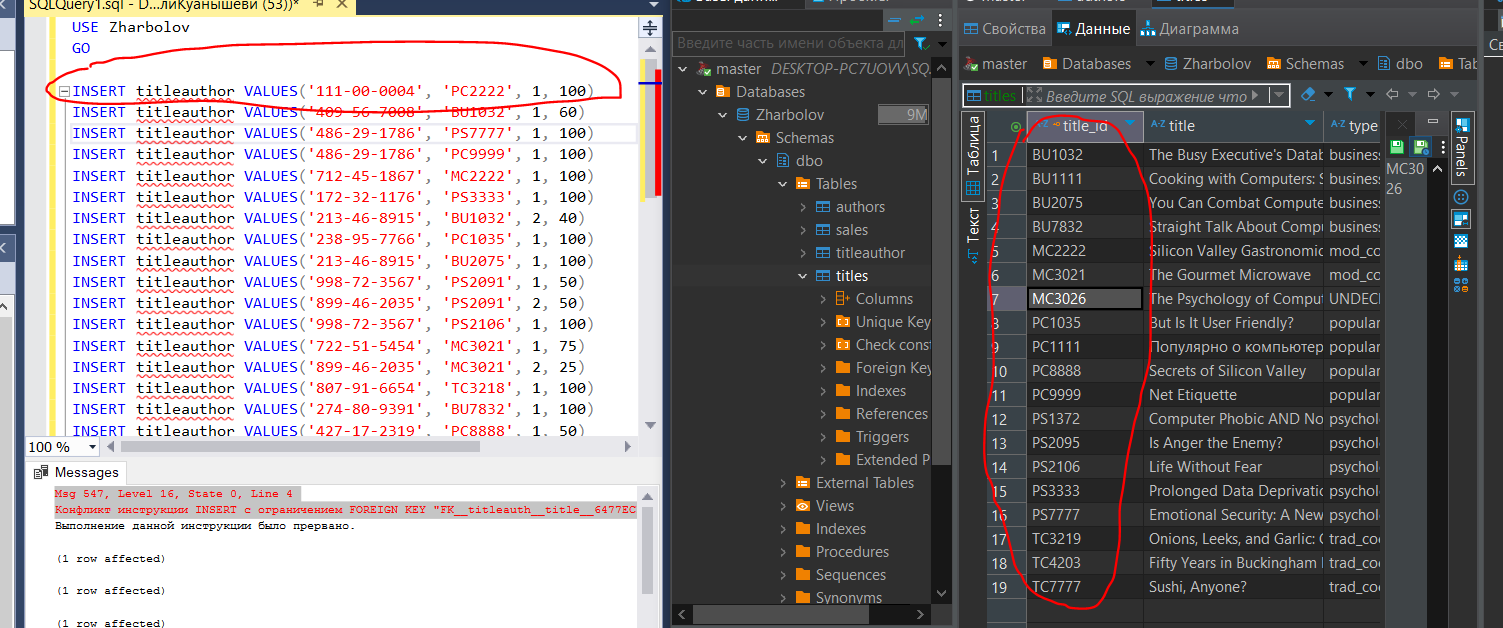 SQLQuery1.sql - D...лиКуанышеви (53))*
USE Zharbolov
GO
INSERT titleauthor VALUES('111-00-0004', 'PC2222', 1, 100)
INSERT titleauthor VALUES('409-56-7008', 'BU1032', 1, 60)
INSERT titleauthor VALUES('486-29-1786', 'PS7777', 1, 100)
INSERT titleauthor VALUES('486-29-1786', 'PC9999', 1, 100)
INSERT titleauthor VALUES('712-45-1867', 'MC2222', 1, 100)
INSERT titleauthor VALUES('172-32-1176', 'PS3333', 1, 100)
INSERT titleauthor VALUES('213-46-8915', 'BU1032', 2, 40)
INSERT titleauthor VALUES('238-95-7766', 'PC1035', 1, 100)
INSERT titleauthor VALUES('213-46-8915', 'BU2075', 1, 100)
INSERT titleauthor VALUES('998-72-3567', 'PS2091', 1, 50)
INSERT titleauthor VALUES('899-46-2035', 'PS2091', 2, 50)
INSERT titleauthor VALUES('998-72-3567', 'PS2106', 1, 100)
INSERT titleauthor VALUES('722-51-5454', 'MC3021', 1, 75)
INSERT titleauthor VALUES('899-46-2035', 'MC3021', 2, 25)
INSERT titleauthor VALUES('807-91-6654', 'TC3218', 1, 100)
INSERT titleauthor VALUES('274-80-9391', 'BU7832', 1, 100)
INSERT titleauthor VALUES('427-17-2319', 'PC8888', 1, 50)
100 %
Messages
Msg 547, Level 16, State 0, Line 4
Конфликт инструкции INSERT с ограничением FOREIGN KEY "FK__titleauth__title__6477EC
Выполнение данной инструкции было прервано.
(1 row affected)
(1 row affected)
(1 row affected)
Введите часть имени объекта дл
master DESKTOP-PC7UOVV\SQ
Databases
Zharbolov 9M
Schemas
dbo
Tables
authors
sales
titleauthor
titles
Columns
Unique Key
Check const
Foreign Key
Indexes
References
Triggers
Extended P
External Tables
Views
Indexes
Procedures
Sequences
Synonyms
Свойства Данные Диаграмма
master Databases Zharbolov Schemas dbo Tab
titles Введите SQL выражение что
Таблица
Текст
title_id title type
1 BU1032 The Busy Executive's Datab business
2 BU1111 Cooking with Computers: S business
3 BU2075 You Can Combat Compute business
4 BU7832 Straight Talk About Compu business
5 MC2222 Silicon Valley Gastronomic mod_co
6 MC3021 The Gourmet Microwave mod_co
7 MC3026 The Psychology of Comput UNDECI
8 PC1035 But Is It User Friendly? popular
9 PC1111 Популярно о компьютер popular
10 PC8888 Secrets of Silicon Valley popular
11 PC9999 Net Etiquette popular
12 PS1372 Computer Phobic AND No psychol
13 PS2095 Is Anger the Enemy? psychol
14 PS2106 Life Without Fear psychol
15 PS3333 Prolonged Data Deprivatio psychol
16 PS7777 Emotional Security: A New psychol
17 TC3219 Onions, Leeks, and Garlic: C trad_coo
18 TC4203 Fifty Years in Buckingham trad_coo
19 TC7777 Sushi, Anyone? trad_coo
MC30
26
Panels